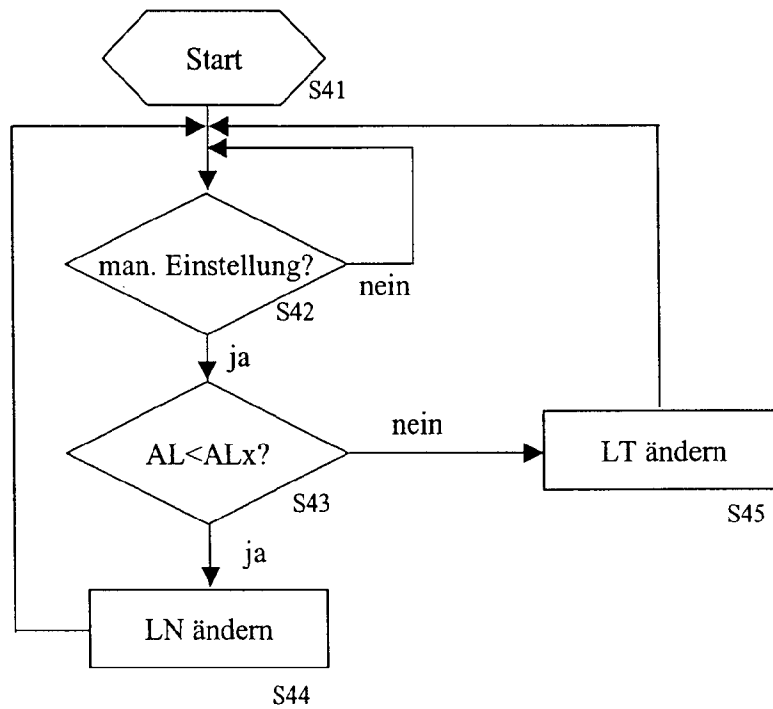 Start
S41
man. Einstellung?
nein
S42
ja
AL<ALx?
nein
LT ändern
S43
S45
ja
LN ändern
S44